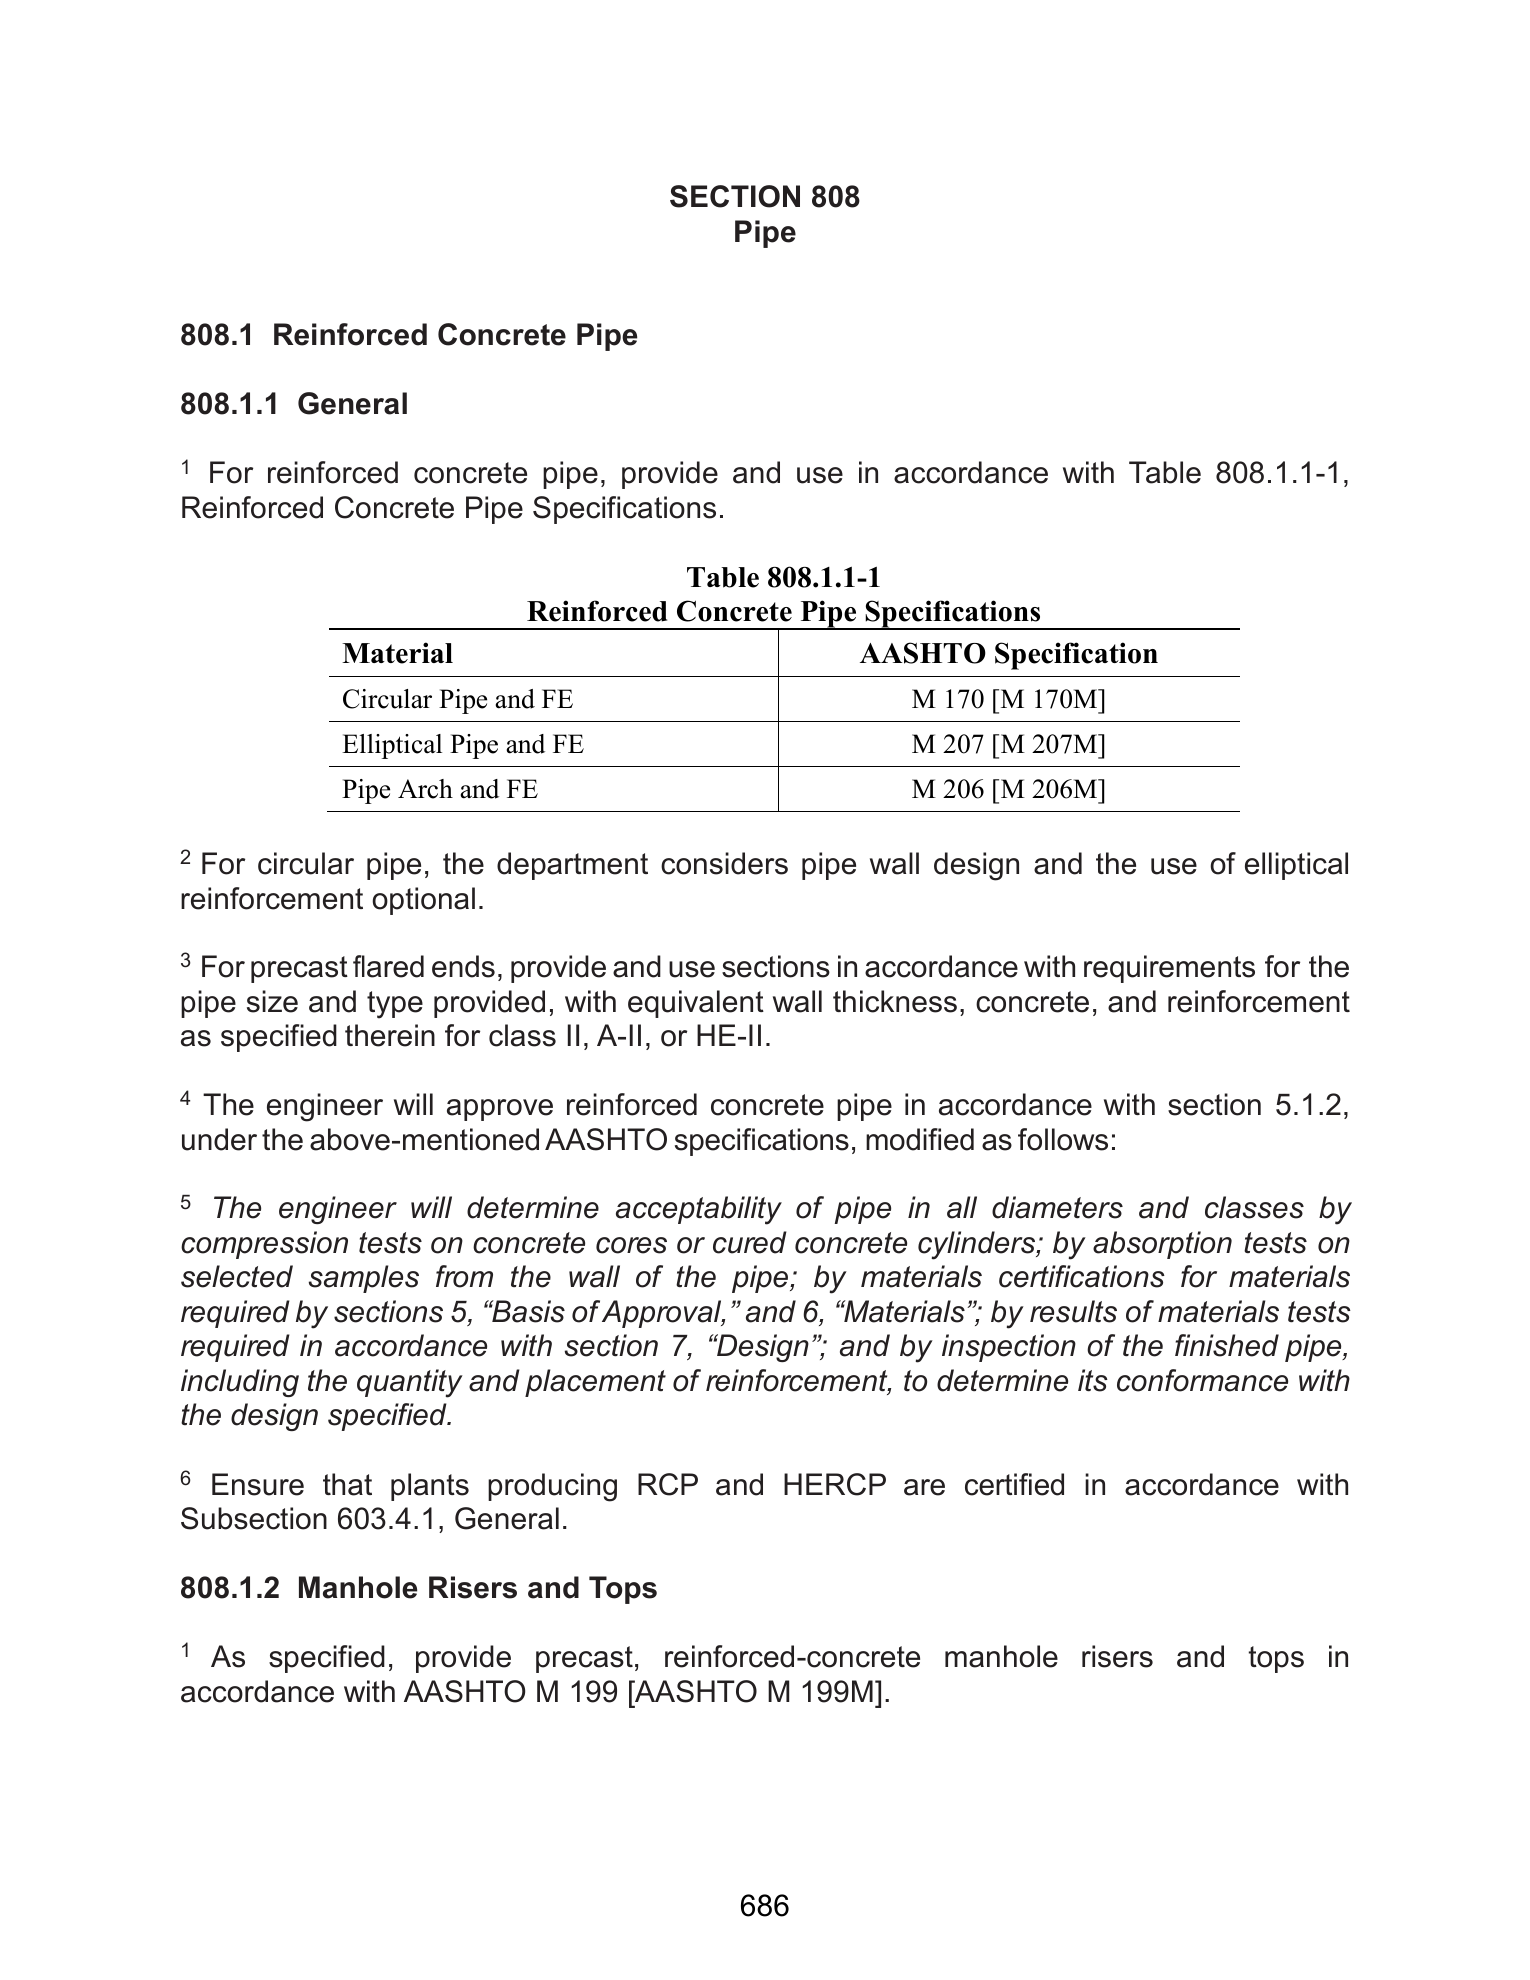 SECTION 808
Pipe
808.1 Reinforced Concrete Pipe
808.1.1 General
1 For reinforced concrete pipe, provide and use in accordance with Table 808.1.1-1,
Reinforced Concrete Pipe Specifications.
Table 808.1.1-1
Reinforced Concrete Pipe Specifications
Material AASHTO Specification
Circular Pipe and FE M 170 [M 170M]
Elliptical Pipe and FE M 207 [M 207M]
Pipe Arch and FE M 206 [M 206M]
2 For circular pipe, the department considers pipe wall design and the use of elliptical
reinforcement optional.
3 For precast flared ends, provide and use sections in accordance with requirements for the
pipe size and type provided, with equivalent wall thickness, concrete, and reinforcement
as specified therein for class II, A-II, or HE-II.
4 The engineer will approve reinforced concrete pipe in accordance with section 5.1.2,
under the above-mentioned AASHTO specifications, modified as follows:
5 The engineer will determine acceptability of pipe in all diameters and classes by
compression tests on concrete cores or cured concrete cylinders; by absorption tests on
selected samples from the wall of the pipe; by materials certifications for materials
required by sections 5, “Basis of Approval,” and 6, “Materials”; by results of materials tests
required in accordance with section 7, “Design”; and by inspection of the finished pipe,
including the quantity and placement of reinforcement, to determine its conformance with
the design specified.
6 Ensure that plants producing RCP and HERCP are certified in accordance with
Subsection 603.4.1, General.
808.1.2 Manhole Risers and Tops
1 As specified, provide precast, reinforced-concrete manhole risers and tops in
accordance with AASHTO M 199 [AASHTO M 199M].
686